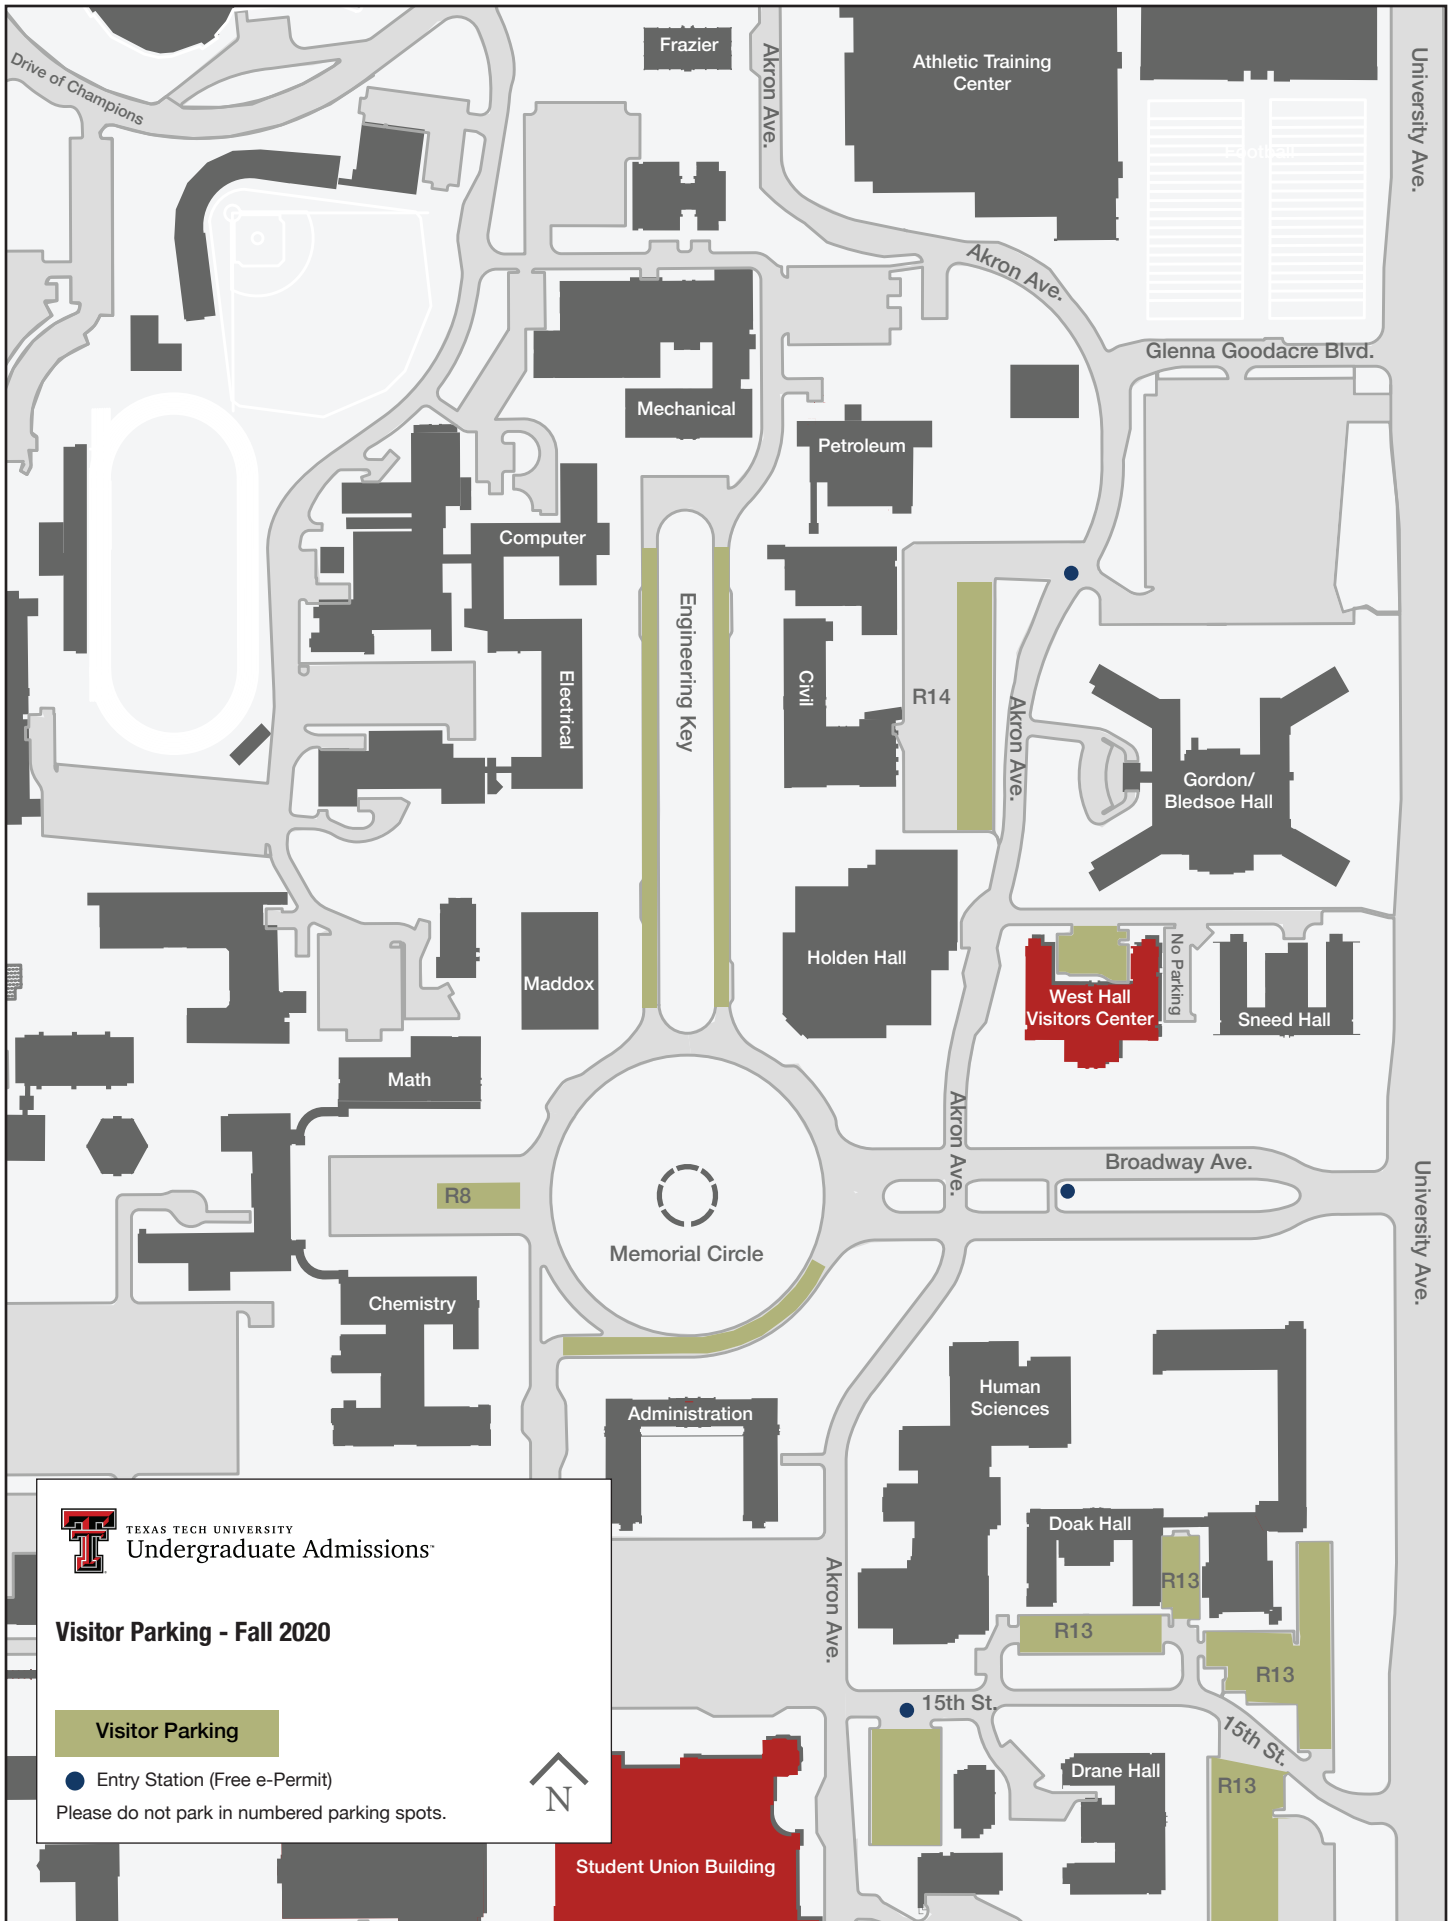 Drive of Champions
Frazier
Akron Ave.
Athletic Training
Center
Football
University Ave.
Akron Ave.
Glenna Goodacre Blvd.
Mechanical
Petroleum
Computer
Engineering Key
Electrical
Civil
R14
Akron Ave.
Gordon/
Bledsoe Hall
Holden Hall
Maddox
West Hall
Visitors Center
No Parking
Sneed Hall
Math
Akron Ave.
Broadway Ave.
University Ave.
R8
Memorial Circle
Chemistry
Administration
Human
Sciences
Doak Hall
R13
R13
R13
Akron Ave.
15th St.
15th St.
Drane Hall
R13
Student Union Building
TEXAS TECH UNIVERSITY
Undergraduate Admissions™
Visitor Parking - Fall 2020
Visitor Parking
Entry Station (Free e-Permit)
Please do not park in numbered parking spots.
N